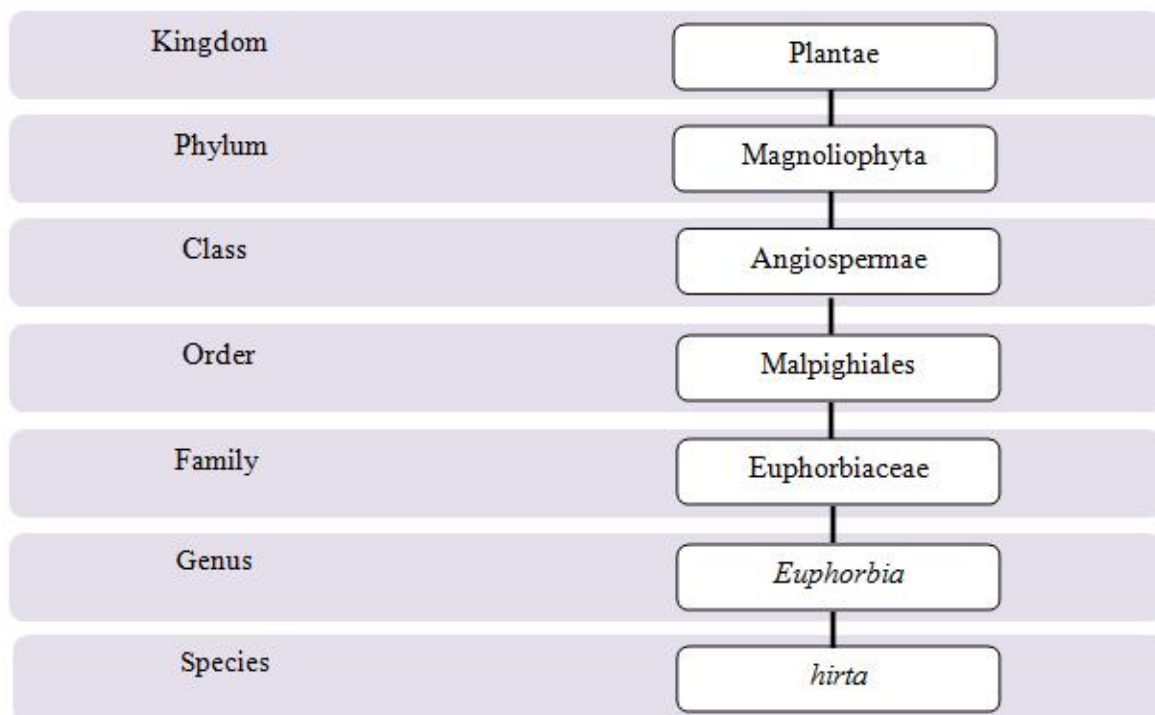 Kingdom Plantae
Phylum Magnoliophyta
Class Angiospermae
Order Malpighiales
Family Euphorbiaceae
Genus Euphorbia
Species hirta